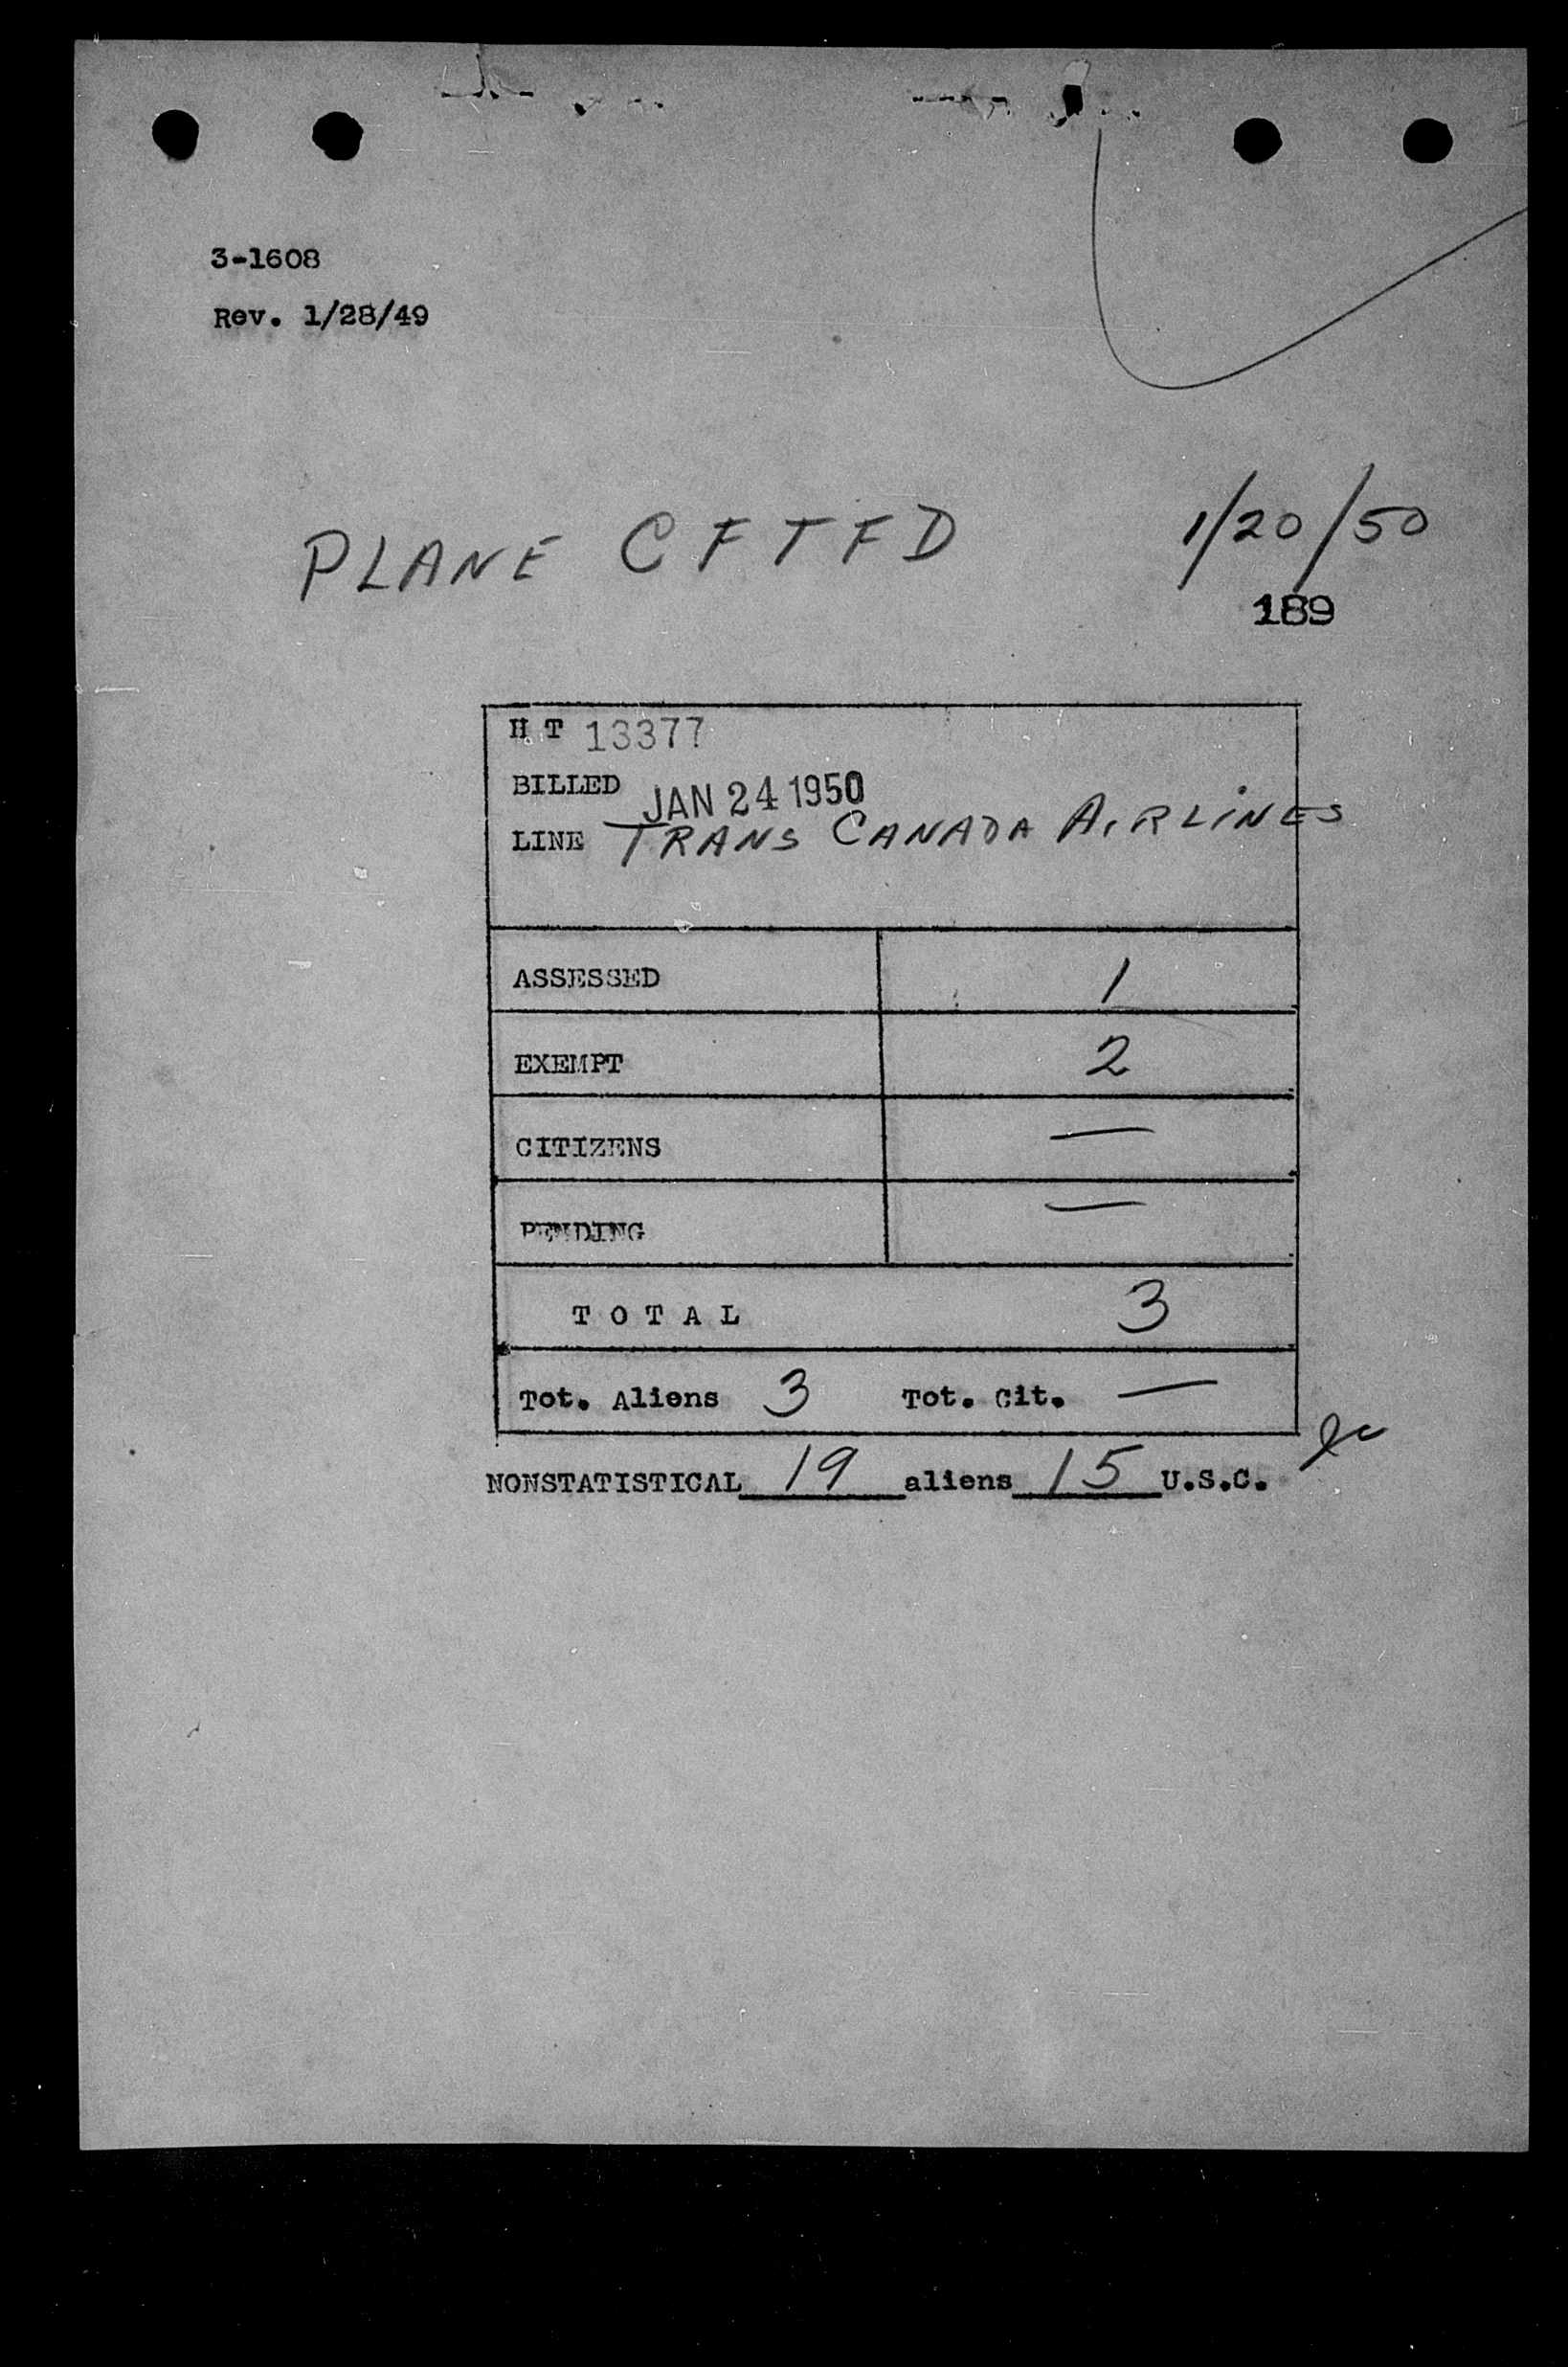 3-1608
Rev. 1/28/49
PLANE CFTFD 1/20/50
189
H T 13377
BILLED JAN 24 1950
LINE TRANS CANADA AIRLINES
ASSESSED 1
EXEMPT 2
CITIZENS —
PENDING —
T O T A L 3
Tot. Aliens 3 Tot. Cit. —
NONSTATISTICAL 19 aliens 15 U.S.C.